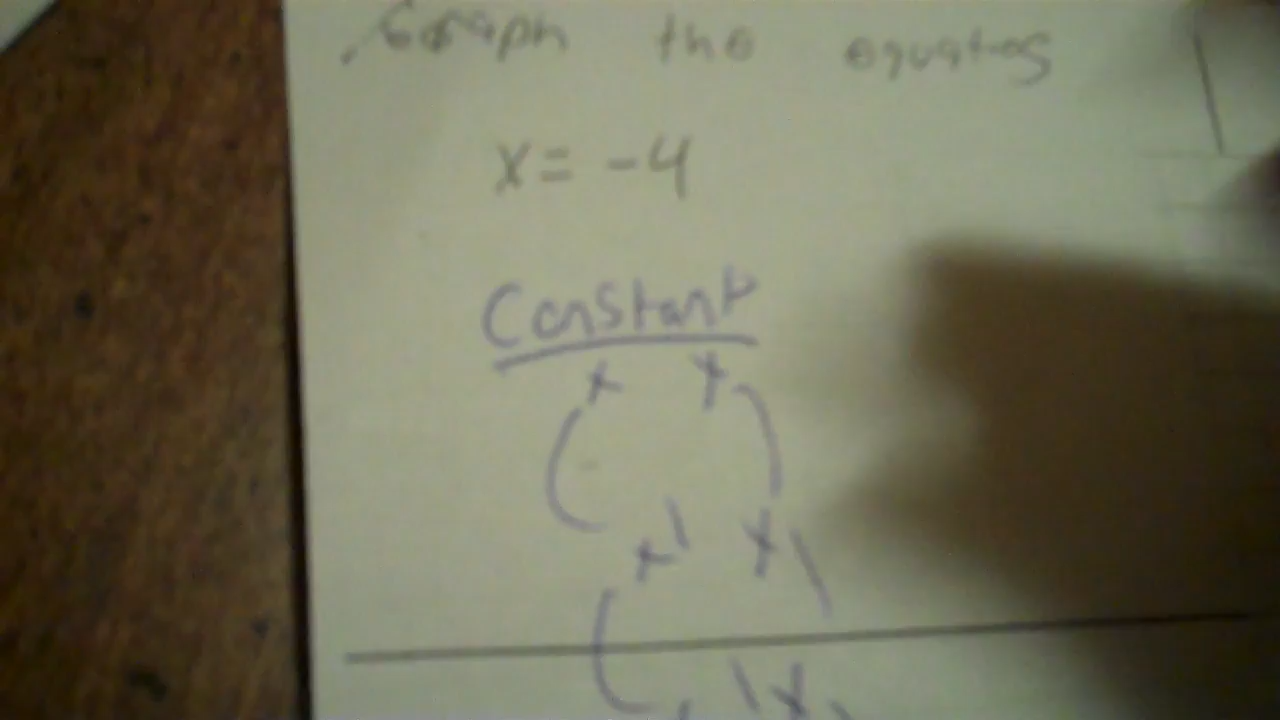 Graph the equation
x = -4
Constant
x x
x' x
x